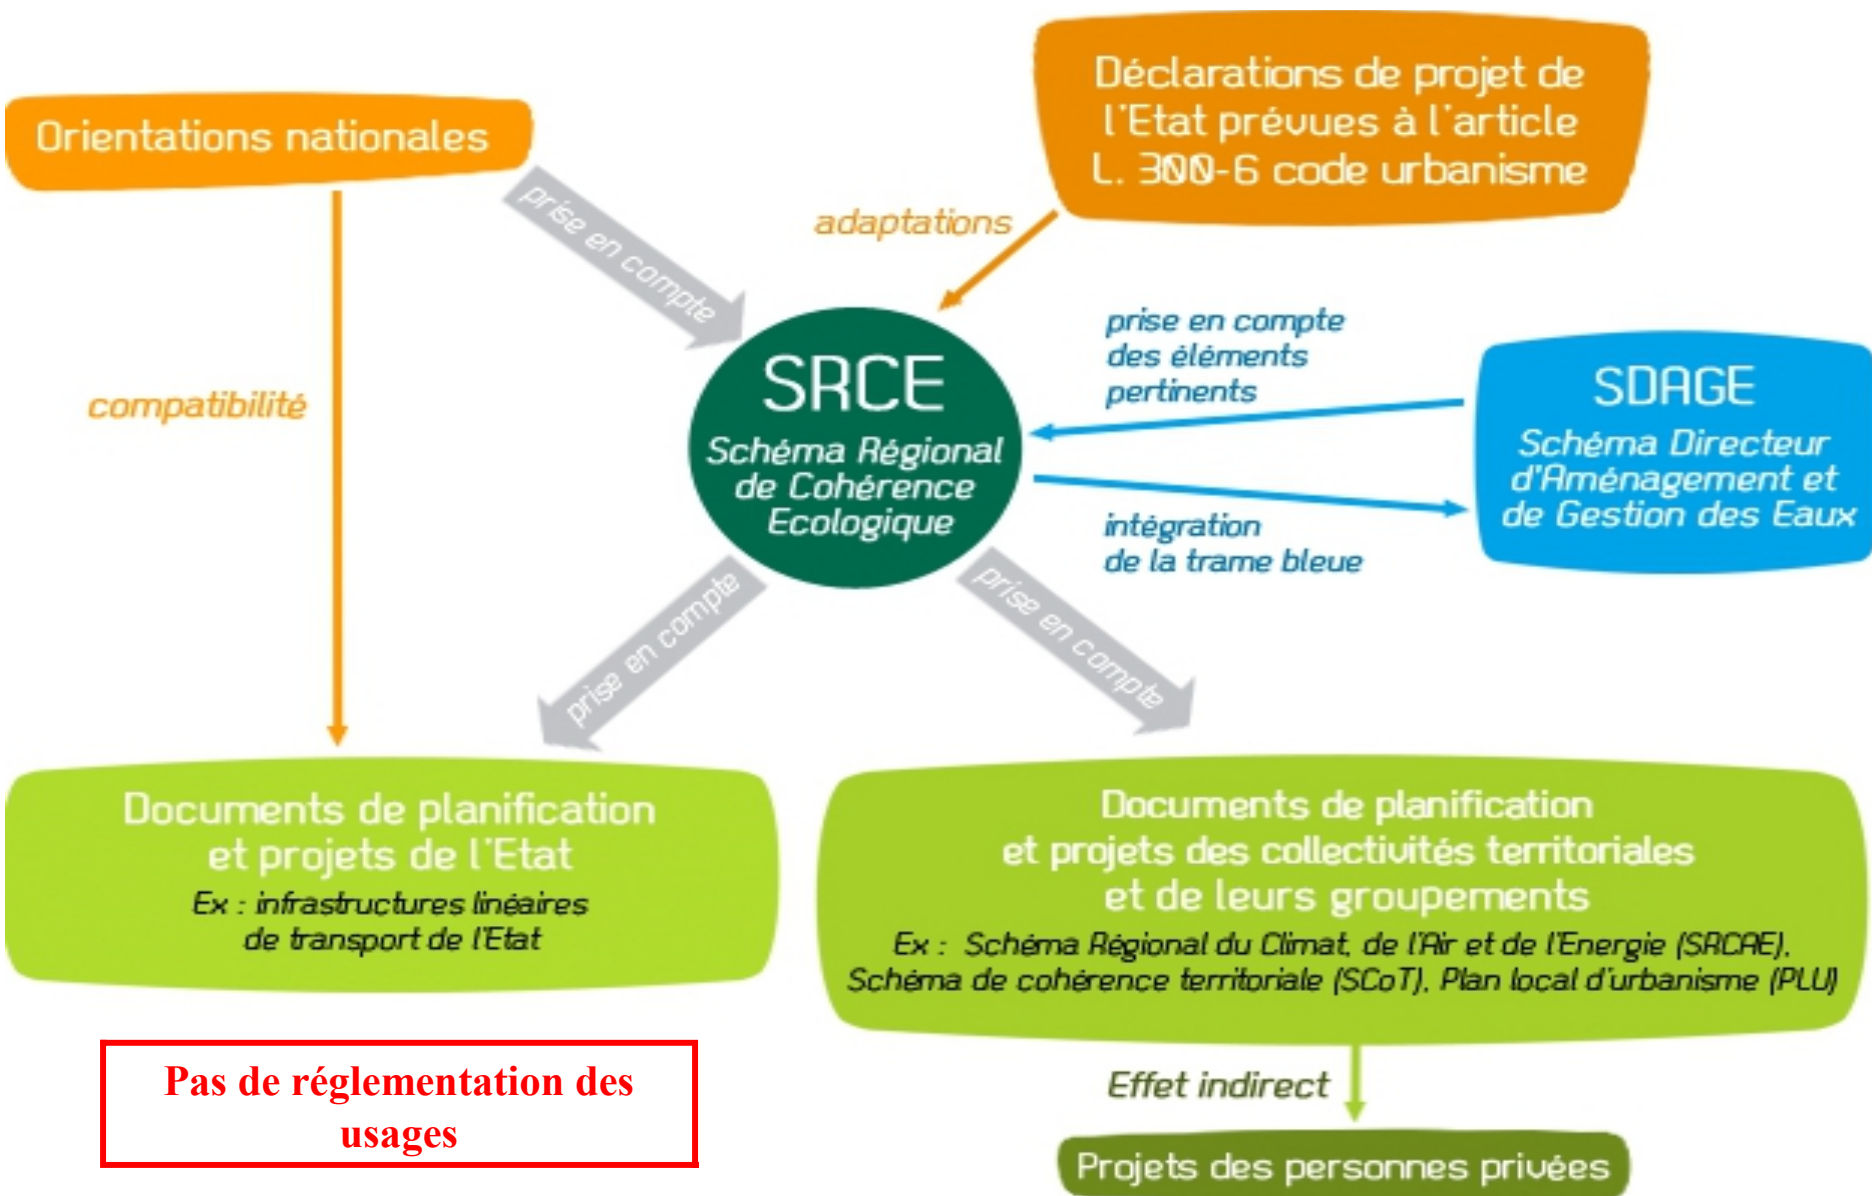 Orientations nationales
Déclarations de projet de
l'Etat prévues à l'article
L. 300-6 code urbanisme
prise en compte
adaptations
compatibilité
SRCE
Schéma Régional
de Cohérence
Ecologique
prise en compte
des éléments
pertinents
SDAGE
Schéma Directeur
d'Aménagement et
de Gestion des Eaux
intégration
de la trame bleue
prise en compte
prise en compte
Documents de planification
et projets de l'Etat
Ex : infrastructures linéaires
de transport de l'Etat
Documents de planification
et projets des collectivités territoriales
et de leurs groupements
Ex : Schéma Régional du Climat, de l'Air et de l'Energie (SRCAE),
Schéma de cohérence territoriale (SCoT), Plan local d'urbanisme (PLU)
Pas de réglementation des
usages
Effet indirect
Projets des personnes privées